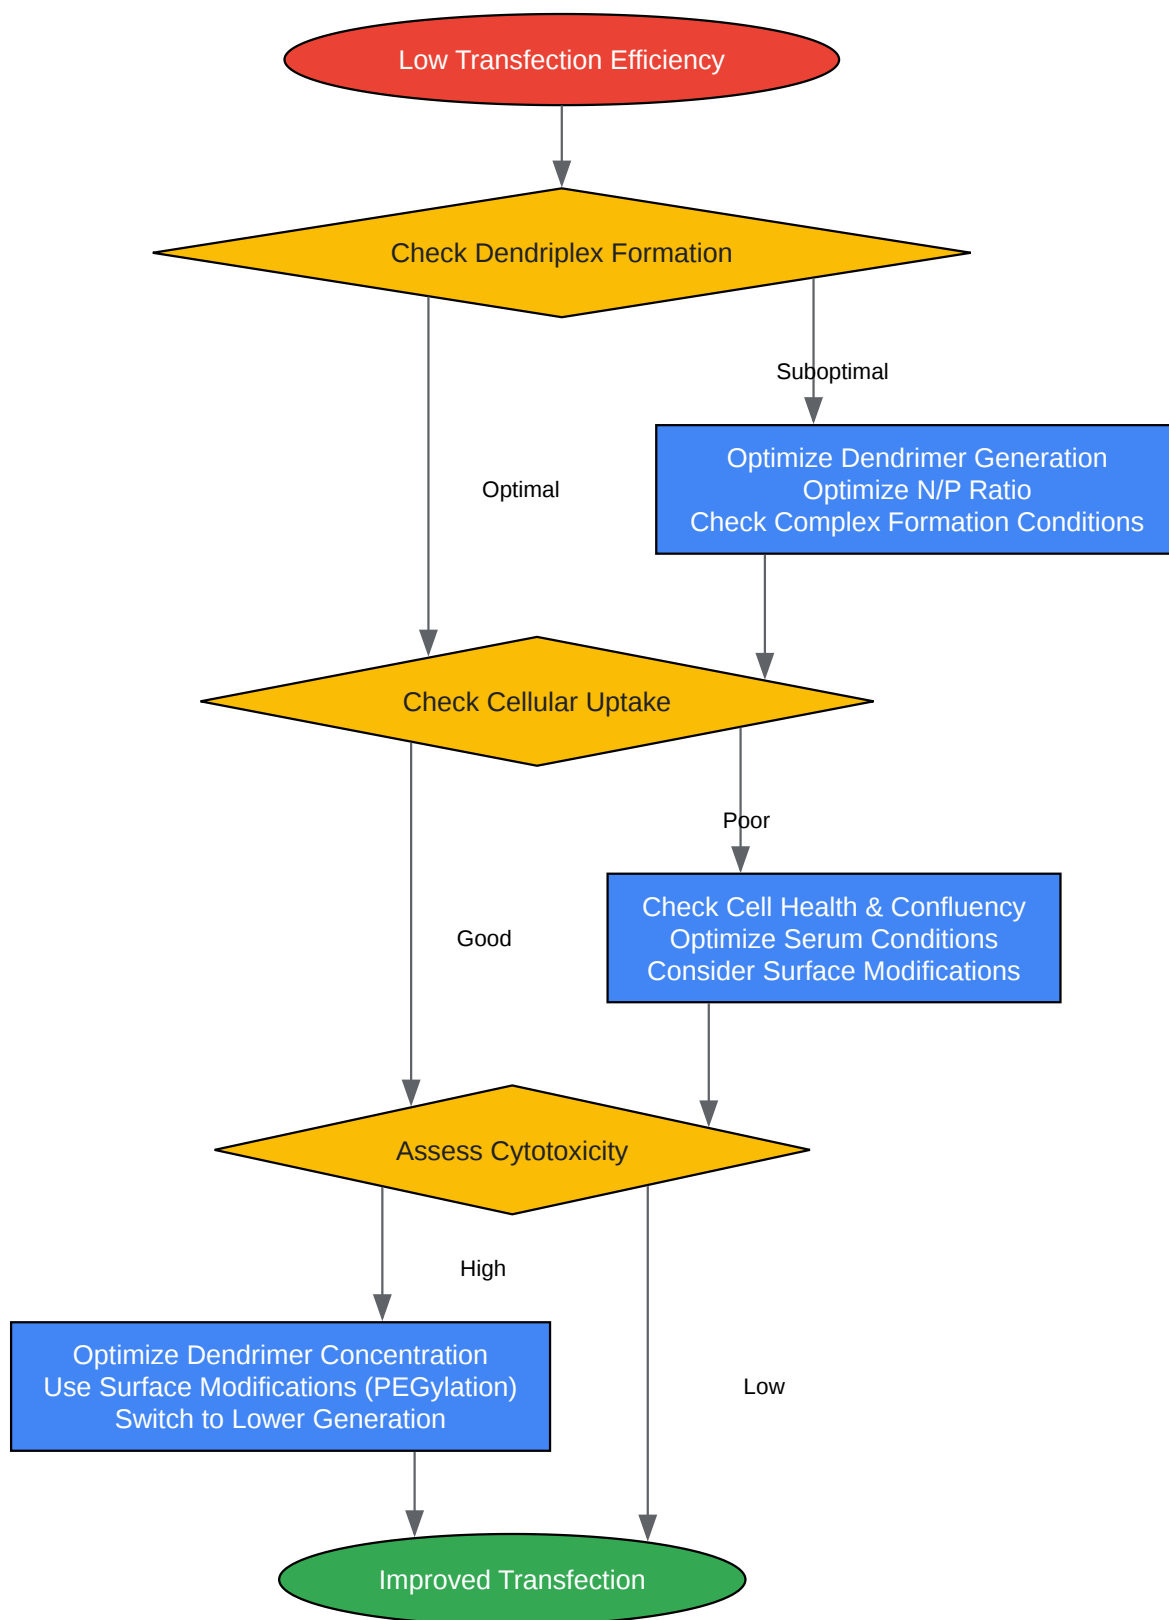 Low Transfection Efficiency
Check Dendriplex Formation
Suboptimal
Optimize Dendrimer Generation
Optimize N/P Ratio
Check Complex Formation Conditions
Optimal
Check Cellular Uptake
Poor
Check Cell Health & Confluency
Optimize Serum Conditions
Consider Surface Modifications
Good
Assess Cytotoxicity
High
Optimize Dendrimer Concentration
Use Surface Modifications (PEGylation)
Switch to Lower Generation
Low
Improved Transfection